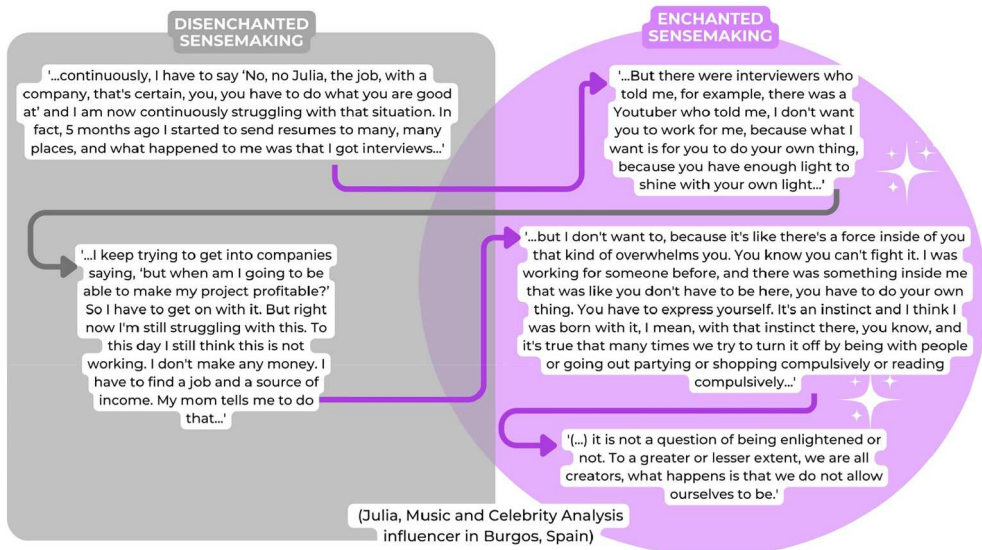 DISENCHANTED
SENSEMAKING
'...continuously, I have to say ‘No, no Julia, the job, with a
company, that's certain, you, you have to do what you are good
at’ and I am now continuously struggling with that situation. In
fact, 5 months ago I started to send resumes to many, many
places, and what happened to me was that I got interviews...'
ENCHANTED
SENSEMAKING
'...But there were interviewers who
told me, for example, there was a
Youtuber who told me, I don't want
you to work for me, because what I
want is for you to do your own thing,
because you have enough light to
shine with your own light...'
'...I keep trying to get into companies
saying, ‘but when am I going to be
able to make my project profitable?’
So I have to get on with it. But right
now I'm still struggling with this. To
this day I still think this is not
working. I don't make any money. I
have to find a job and a source of
income. My mom tells me to do
that...'
'...but I don't want to, because it's like there's a force inside of you
that kind of overwhelms you. You know you can't fight it. I was
working for someone before, and there was something inside me
that was like you don't have to be here, you have to do your own
thing. You have to express yourself. It's an instinct and I think I
was born with it, I mean, with that instinct there, you know, and
it's true that many times we try to turn it off by being with people
or going out partying or shopping compulsively or reading
compulsively...'
'(...) it is not a question of being enlightened or
not. To a greater or lesser extent, we are all
creators, what happens is that we do not allow
ourselves to be.'
(Julia, Music and Celebrity Analysis
influencer in Burgos, Spain)